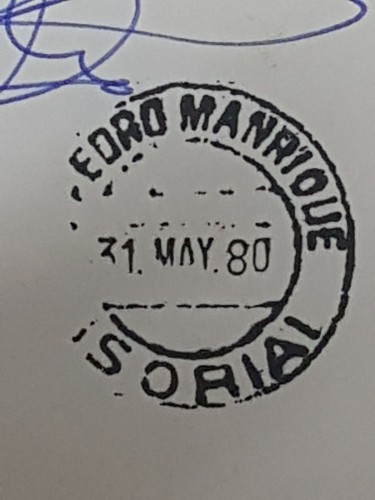 EDRO MANRIQUE
31. MAY. 80
SORIA